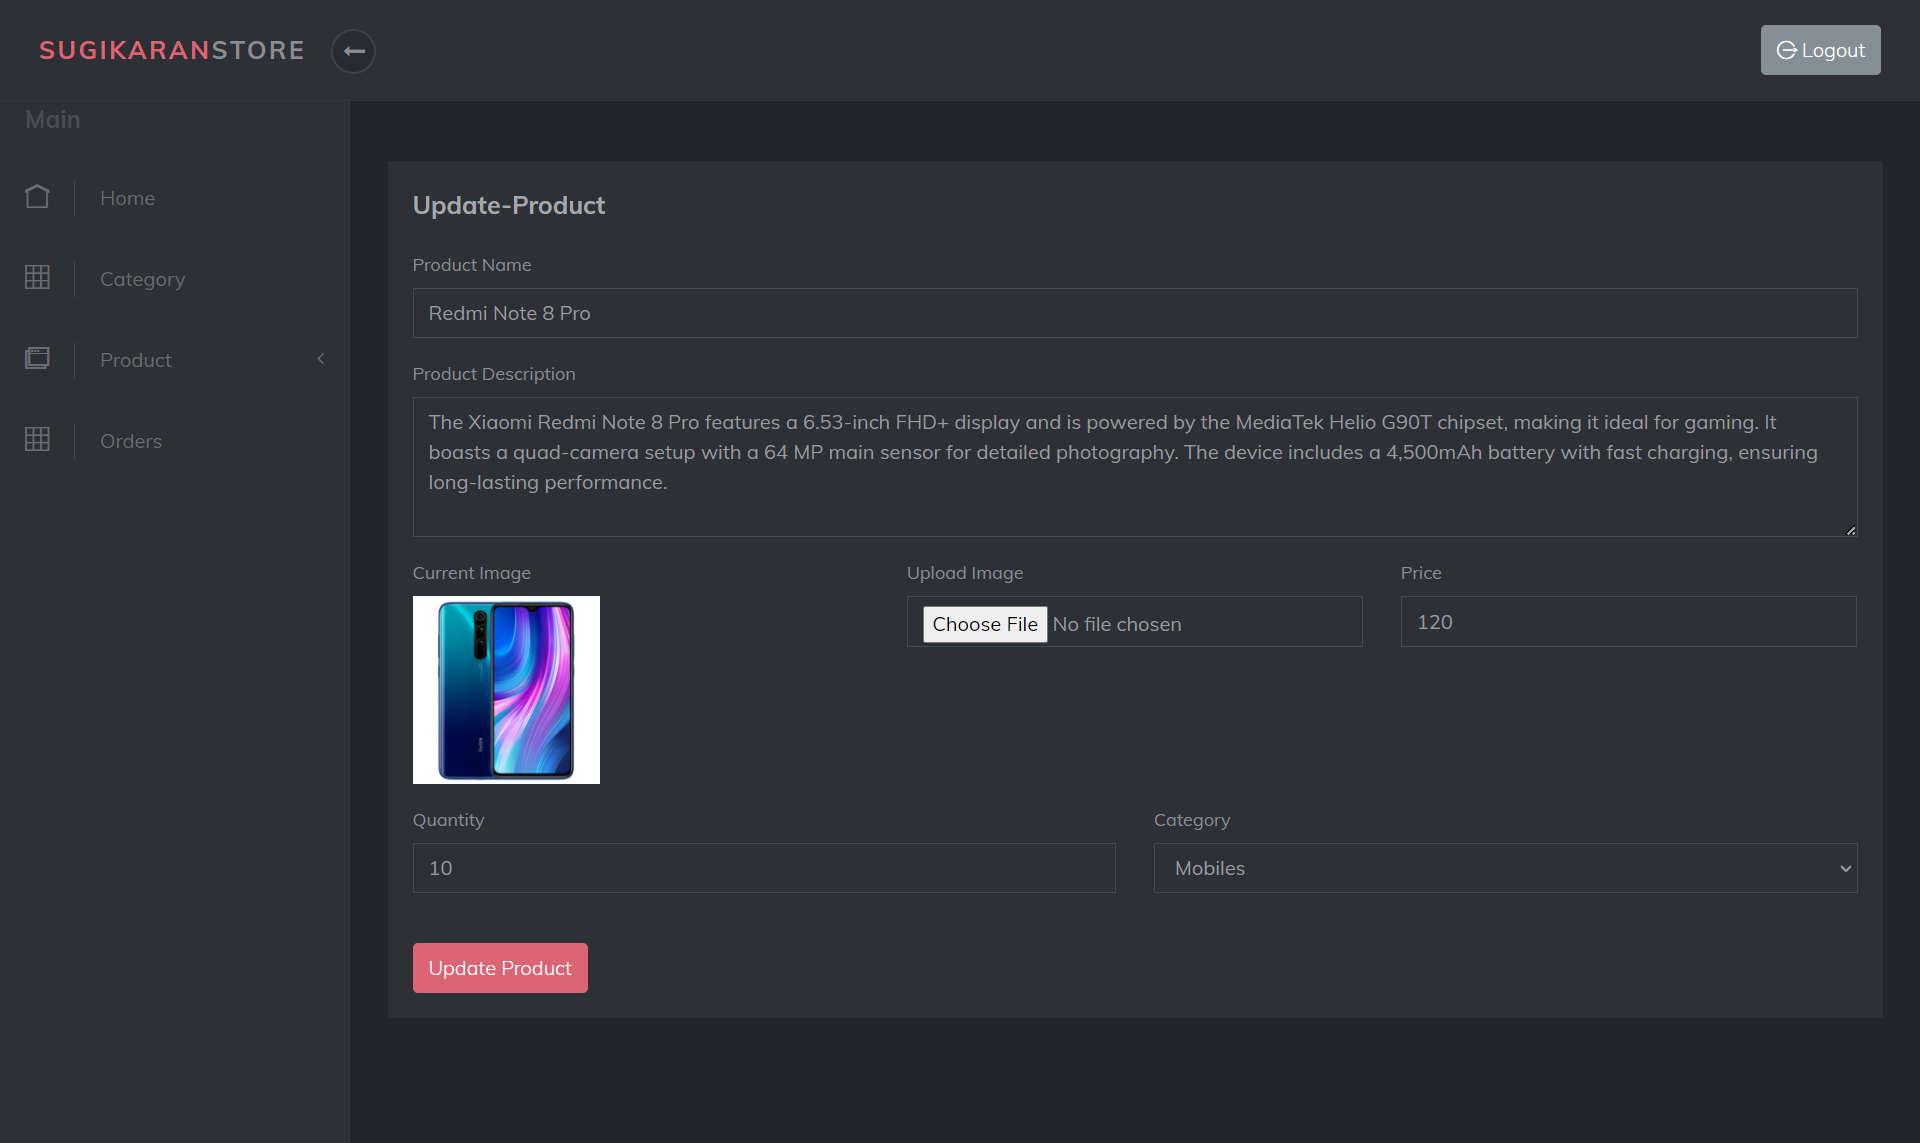 SUGIKARANSTORE
Logout
Main
Home
Category
Product
Orders
Update-Product
Product Name
Redmi Note 8 Pro
Product Description
The Xiaomi Redmi Note 8 Pro features a 6.53-inch FHD+ display and is powered by the MediaTek Helio G90T chipset, making it ideal for gaming. It
boasts a quad-camera setup with a 64 MP main sensor for detailed photography. The device includes a 4,500mAh battery with fast charging, ensuring
long-lasting performance.
Current Image
Upload Image
Price
Choose File No file chosen
120
Quantity
Category
10
Mobiles
Update Product